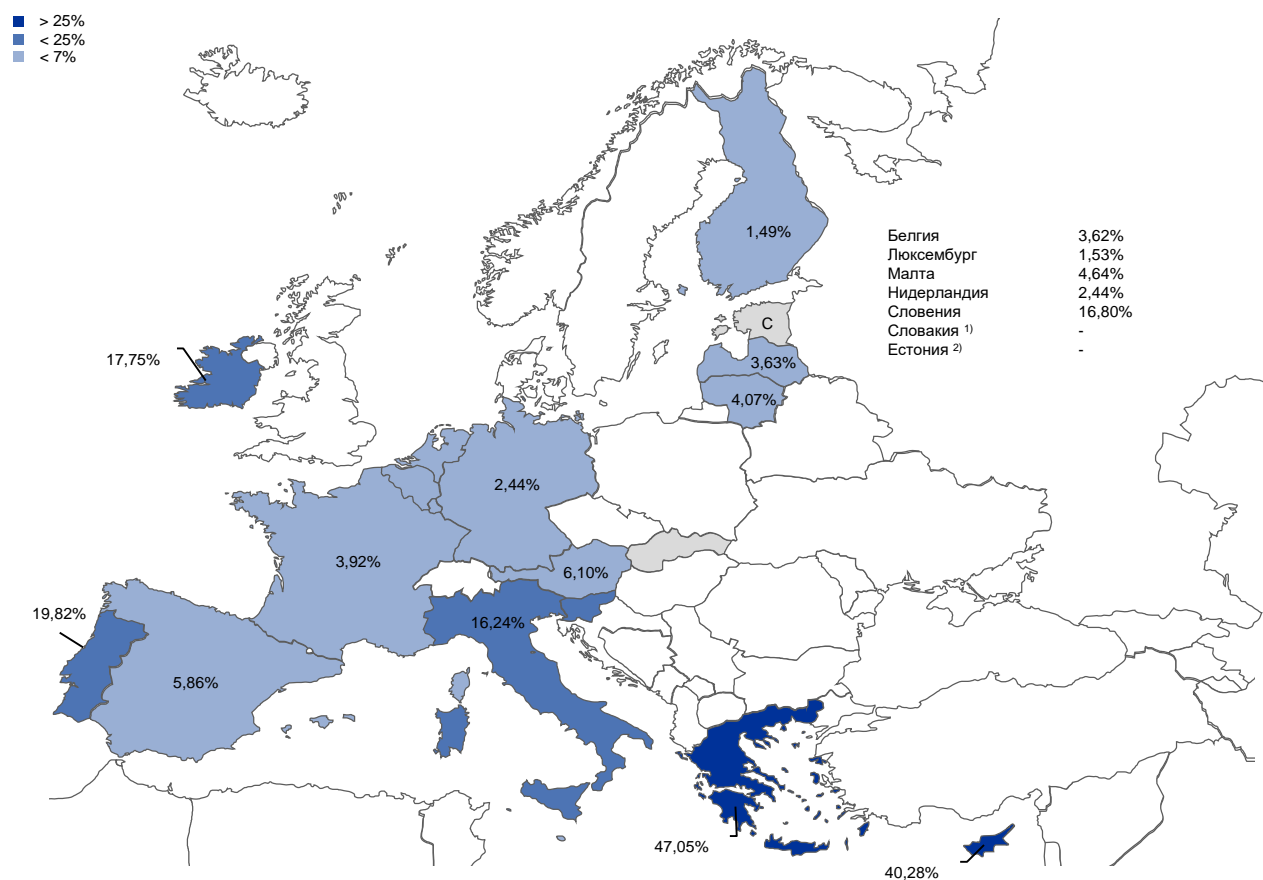 > 25%
< 25%
< 7%
1,49%
Белгия 3,62%
Люксембург 1,53%
Малта 4,64%
Нидерландия 2,44%
Словения 16,80%
Словакия 1) -
Естония 2) -
C
17,75%
3,63%
4,07%
2,44%
3,92%
6,10%
19,82%
16,24%
5,86%
47,05%
40,28%